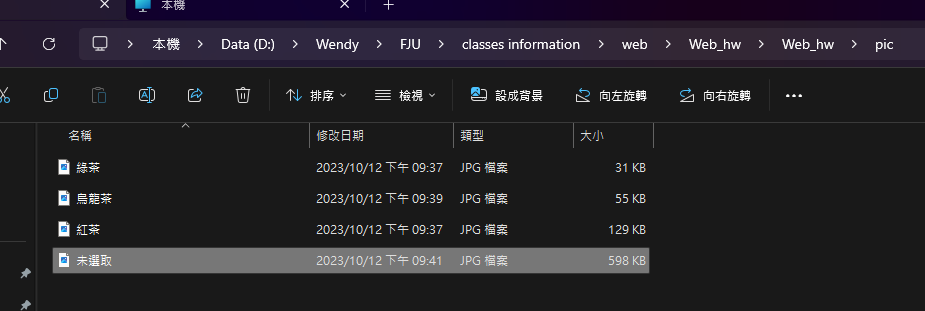 本機
本機 > Data (D:) > Wendy > FJU > classes information > web > Web_hw > Web_hw > pic
排序 檢視 設成背景 向左旋轉 向右旋轉 •••
名稱 修改日期 類型 大小
綠茶 2023/10/12 下午 09:37 JPG 檔案 31 KB
烏龍茶 2023/10/12 下午 09:39 JPG 檔案 55 KB
紅茶 2023/10/12 下午 09:37 JPG 檔案 129 KB
未選取 2023/10/12 下午 09:41 JPG 檔案 598 KB